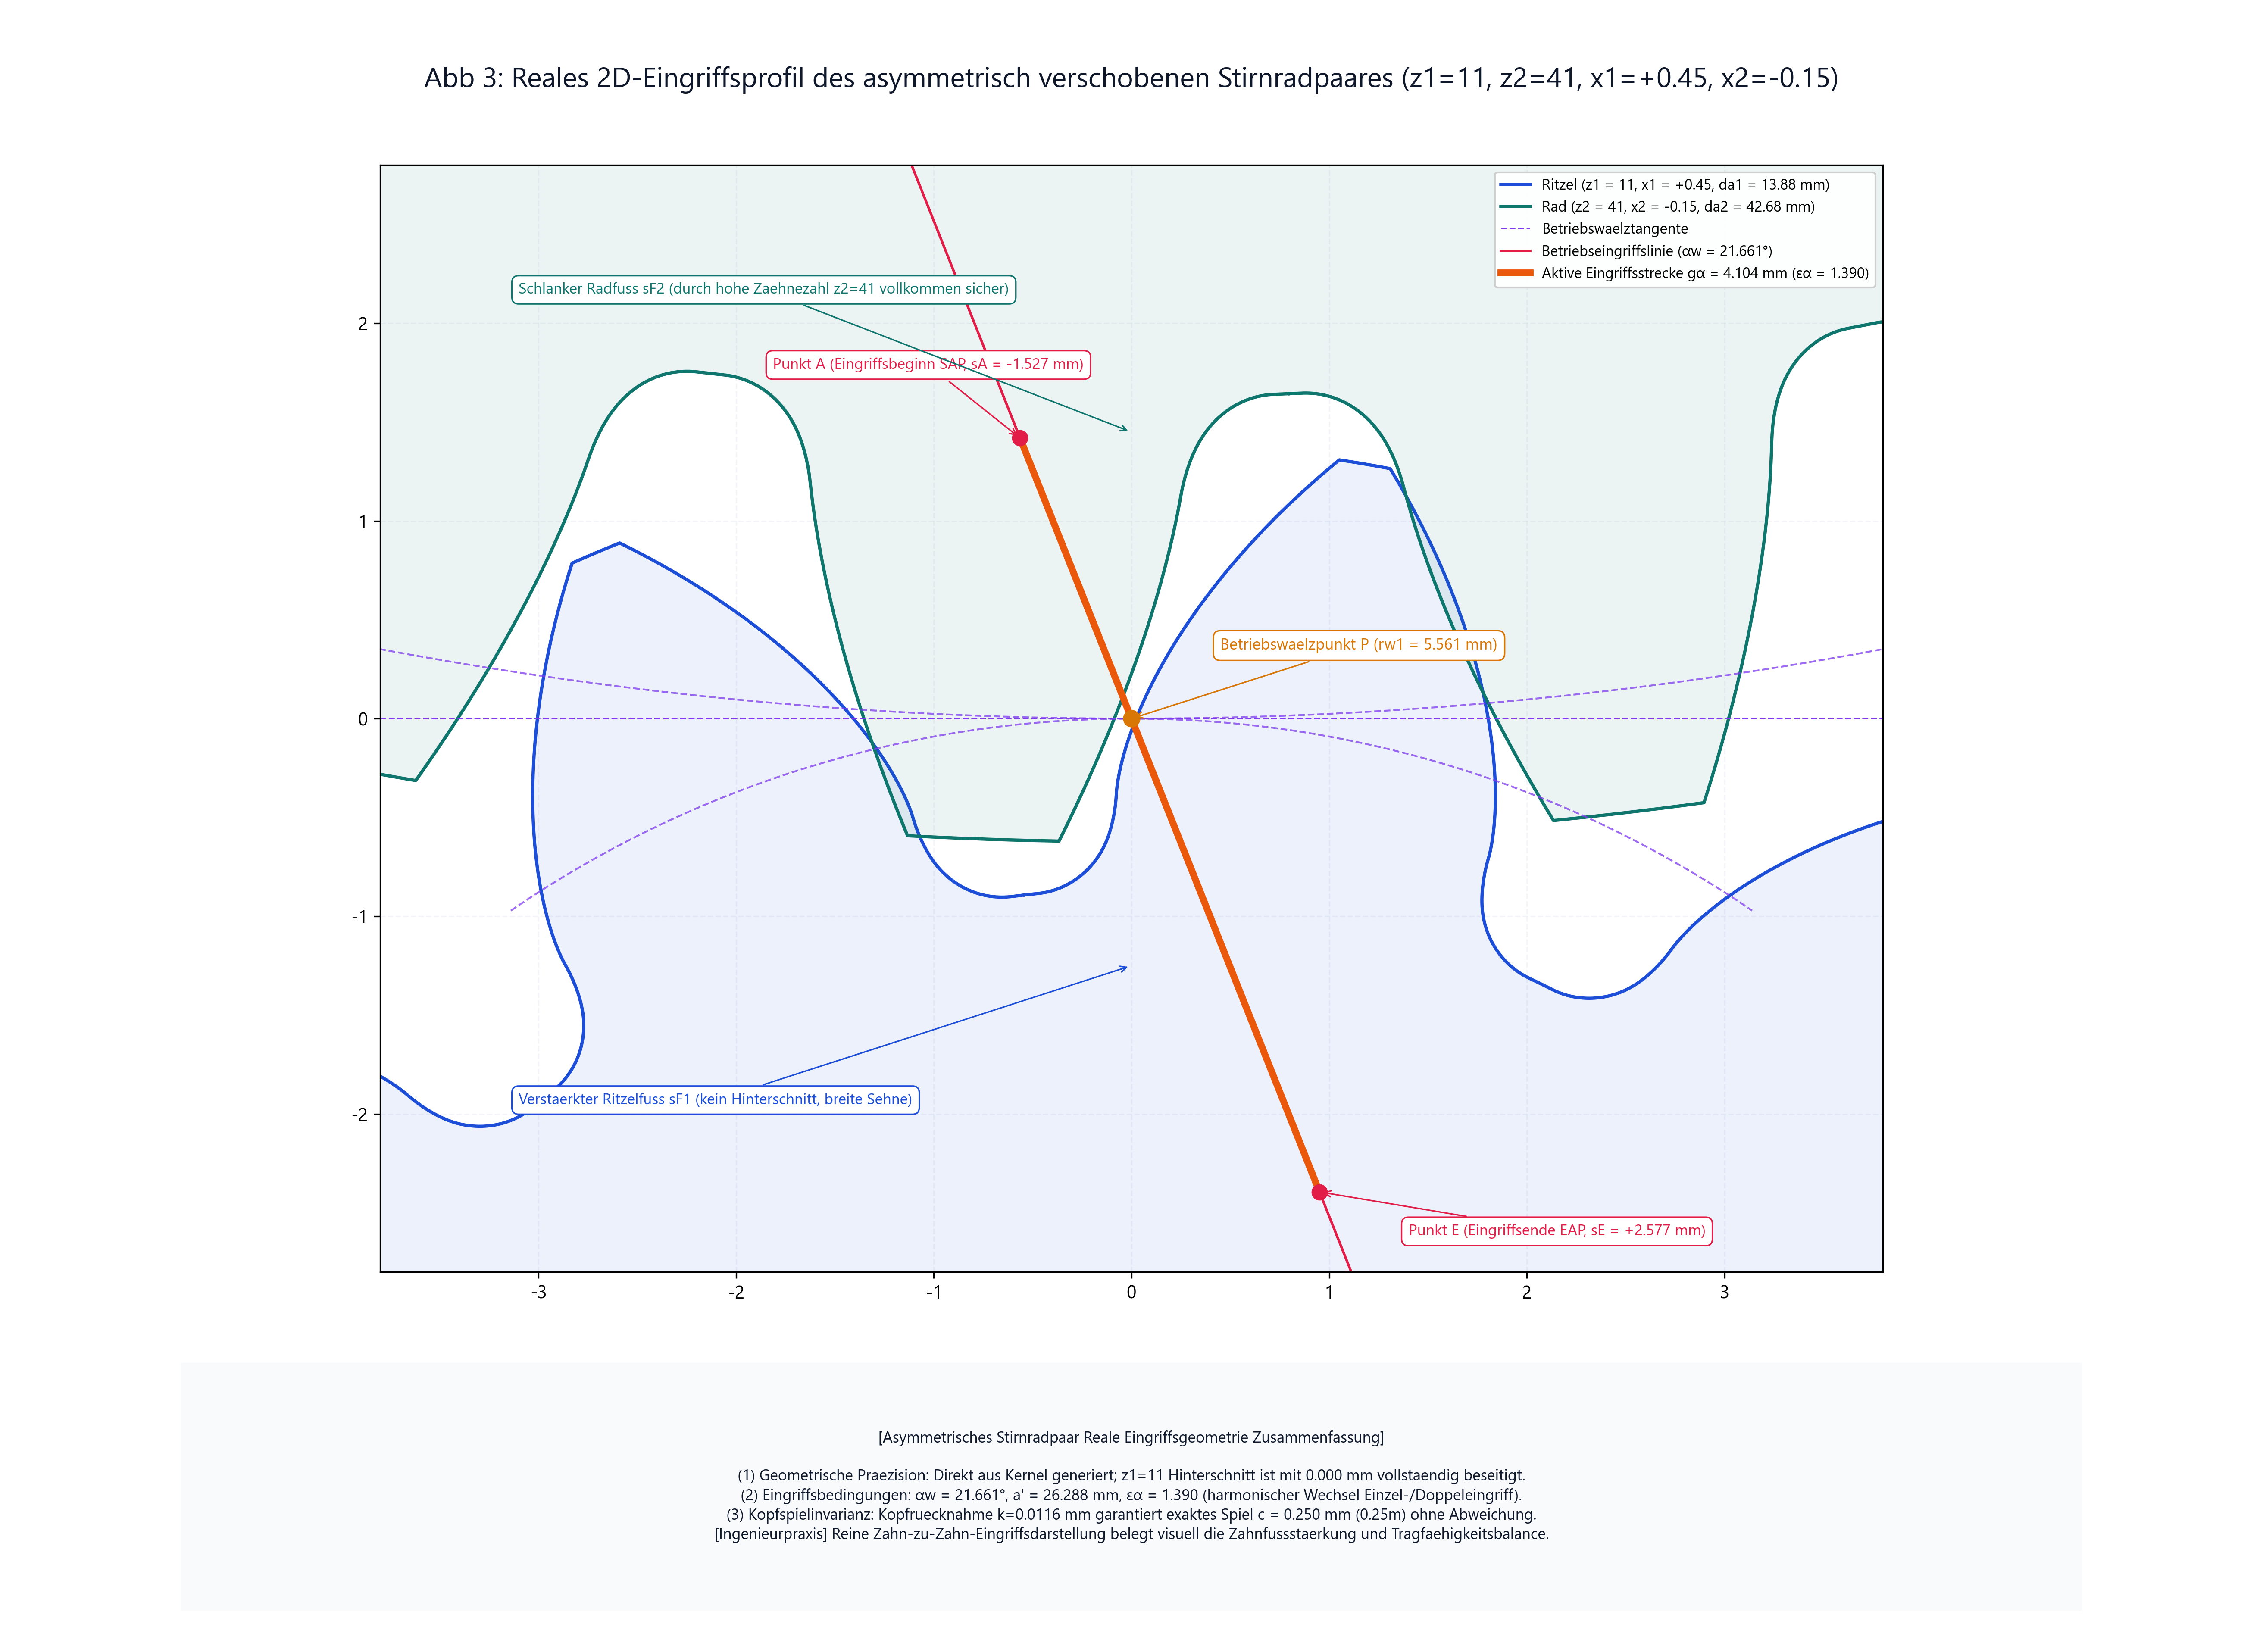 Abb 3: Reales 2D-Eingriffsprofil des asymmetrisch verschobenen Stirnradpaares (z1=11, z2=41, x1=+0.45, x2=-0.15)
Ritzel (z1 = 11, x1 = +0.45, da1 = 13.88 mm)
Rad (z2 = 41, x2 = -0.15, da2 = 42.68 mm)
Betriebswaelztangente
Betriebseingriffslinie (αw = 21.661°)
Aktive Eingriffsstrecke gα = 4.104 mm (εα = 1.390)
Schlanker Radfuss sF2 (durch hohe Zaehnezahl z2=41 vollkommen sicher)
Punkt A (Eingriffsbeginn SAP, sA = -1.527 mm)
Betriebswaelzpunkt P (rw1 = 5.561 mm)
Verstaerkter Ritzelfuss sF1 (kein Hinterschnitt, breite Sehne)
Punkt E (Eingriffsende EAP, sE = +2.577 mm)
2
1
0
-1
-2
-3
-2
-1
0
1
2
3
[Asymmetrisches Stirnradpaar Reale Eingriffsgeometrie Zusammenfassung]
(1) Geometrische Praezision: Direkt aus Kernel generiert; z1=11 Hinterschnitt ist mit 0.000 mm vollstaendig beseitigt.
(2) Eingriffsbedingungen: αw = 21.661°, a' = 26.288 mm, εα = 1.390 (harmonischer Wechsel Einzel-/Doppeleingriff).
(3) Kopfspielinvarianz: Kopfruecknahme k=0.0116 mm garantiert exaktes Spiel c = 0.250 mm (0.25m) ohne Abweichung.
[Ingenieurpraxis] Reine Zahn-zu-Zahn-Eingriffsdarstellung belegt visuell die Zahnfussstaerkung und Tragfaehigkeitsbalance.